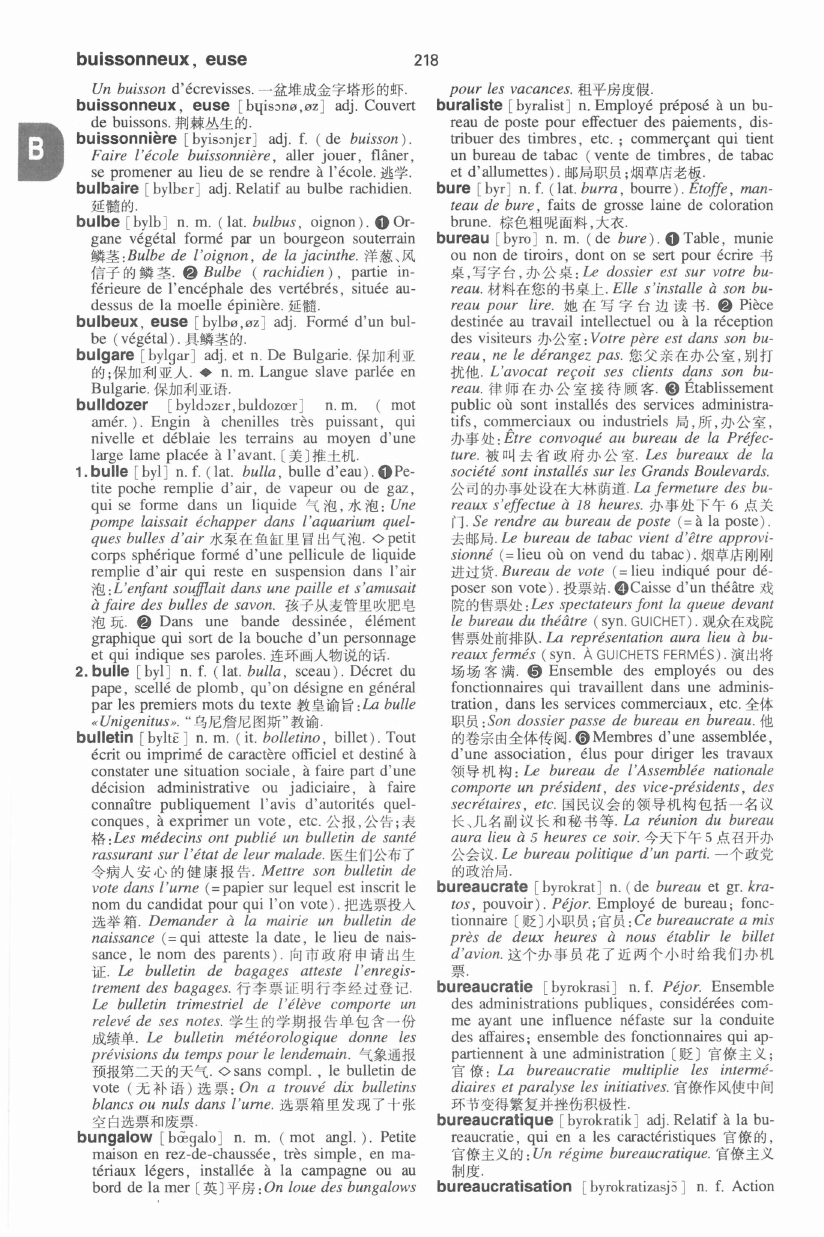 buissonneux, euse
218
B
Un buisson d'écrevisses. 一盆堆成金字塔形的虾.
buissonneux, euse [bɥisɔnø,øz] adj. Couvert
de buissons. 荆棘丛生的.
buissonnière [byisɔnjɛr] adj. f. (de buisson).
Faire l'école buissonnière, aller jouer, flâner,
se promener au lieu de se rendre à l'école. 逃学.
bulbaire [bylbɛr] adj. Relatif au bulbe rachidien.
延髓的.
bulbe [bylb] n. m. (lat. bulbus, oignon). ❶ Or-
gane végétal formé par un bourgeon souterrain
鳞茎:Bulbe de l'oignon, de la jacinthe. 洋葱、风
信子的鳞茎. ❷ Bulbe (rachidien), partie in-
férieure de l'encéphale des vertébrés, située au-
dessus de la moelle épinière. 延髓.
bulbeux, euse [bylbø,øz] adj. Formé d'un bul-
be (végétal). 具鳞茎的.
bulgare [bylgar] adj. et n. De Bulgarie. 保加利亚
的;保加利亚人. ◆ n. m. Langue slave parlée en
Bulgarie. 保加利亚语.
bulldozer [byldɔzɛr,buldozœr] n. m. ( mot
amér.). Engin à chenilles très puissant, qui
nivelle et déblaie les terrains au moyen d'une
large lame placée à l'avant. 〔美〕推土机.
1. bulle [byl] n. f. (lat. bulla, bulle d'eau). ❶ Pe-
tite poche remplie d'air, de vapeur ou de gaz,
qui se forme dans un liquide 气泡,水泡: Une
pompe laissait échapper dans l'aquarium quel-
ques bulles d'air 水泵在鱼缸里冒出气泡. ◇ petit
corps sphérique formé d'une pellicule de liquide
remplie d'air qui reste en suspension dans l'air
泡:L'enfant soufflait dans une paille et s'amusait
à faire des bulles de savon. 孩子从麦管里吹肥皂
泡玩. ❷ Dans une bande dessinée, élément
graphique qui sort de la bouche d'un personnage
et qui indique ses paroles. 连环画人物说的话.
2. bulle [byl] n. f. (lat. bulla, sceau). Décret du
pape, scellé de plomb, qu'on désigne en général
par les premiers mots du texte 教皇谕旨:La bulle
«Unigenitus». “乌尼詹尼图斯”教谕.
bulletin [byltɛ̃] n. m. (it. bolletino, billet). Tout
écrit ou imprimé de caractère officiel et destiné à
constater une situation sociale, à faire part d'une
décision administrative ou judiciaire, à faire
connaître publiquement l'avis d'autorités quel-
conques, à exprimer un vote, etc. 公报,公告;表
格:Les médecins ont publié un bulletin de santé
rassurant sur l'état de leur malade. 医生们公布了
令病人安心的健康报告. Mettre son bulletin de
vote dans l'urne (=papier sur lequel est inscrit le
nom du candidat pour qui l'on vote). 把选票投入
选举箱. Demander à la mairie un bulletin de
naissance (=qui atteste la date, le lieu de nais-
sance, le nom des parents). 向市政府申请出生
证. Le bulletin de bagages atteste l'enregis-
trement des bagages. 行李票证明行李经过登记.
Le bulletin trimestriel de l'élève comporte un
relevé de ses notes. 学生的学期报告单包含一份
成绩单. Le bulletin météorologique donne les
prévisions du temps pour le lendemain. 气象通报
预报第二天的天气. ◇ sans compl., le bulletin de
vote (无补语) 选票: On a trouvé dix bulletins
blancs ou nuls dans l'urne. 选票箱里发现了十张
空白选票和废票.
bungalow [bœ̃galo] n. m. ( mot angl. ). Petite
maison en rez-de-chaussée, très simple, en ma-
tériaux légers, installée à la campagne ou au
bord de la mer 〔英〕平房:On loue des bungalows
pour les vacances. 租平房度假.
buraliste [byralist] n. Employé préposé à un bu-
reau de poste pour effectuer des paiements, dis-
tribuer des timbres, etc. ; commerçant qui tient
un bureau de tabac (vente de timbres, de tabac
et d'allumettes). 邮局职员;烟草店老板.
bure [byr] n. f. (lat. burra, bourre). Étoffe, man-
teau de bure, faits de grosse laine de coloration
brune. 棕色粗呢面料,大衣.
bureau [byro] n. m. (de bure). ❶ Table, munie
ou non de tiroirs, dont on se sert pour écrire 书
桌,写字台,办公桌:Le dossier est sur votre bu-
reau. 材料在您的书桌上. Elle s'installe à son bu-
reau pour lire. 她在写字台边读书. ❷ Pièce
destinée au travail intellectuel ou à la réception
des visiteurs 办公室:Votre père est dans son bu-
reau, ne le dérangez pas. 您父亲在办公室,别打
扰他. L'avocat reçoit ses clients dans son bu-
reau. 律师在办公室接待顾客. ❸ Établissement
public où sont installés des services administra-
tifs, commerciaux ou industriels 局,所,办公室,
办事处:Être convoqué au bureau de la Préfec-
ture. 被叫去省政府办公室. Les bureaux de la
société sont installés sur les Grands Boulevards.
公司的办事处设在大林荫道. La fermeture des bu-
reaux s'effectue à 18 heures. 办事处下午 6 点关
门. Se rendre au bureau de poste (=à la poste).
去邮局. Le bureau de tabac vient d'être approvi-
sionné (=lieu où on vend du tabac). 烟草店刚刚
进过货. Bureau de vote (=lieu indiqué pour dé-
poser son vote). 投票站. ❹ Caisse d'un théâtre 戏
院的售票处:Les spectateurs font la queue devant
le bureau du théâtre (syn. GUICHET). 观众在戏院
售票处前排队. La représentation aura lieu à bu-
reaux fermés (syn. À GUICHETS FERMÉS). 演出将
场场客满. ❺ Ensemble des employés ou des
fonctionnaires qui travaillent dans une adminis-
tration, dans les services commerciaux, etc. 全体
职员:Son dossier passe de bureau en bureau. 他
的卷宗由全体传阅. ❻ Membres d'une assemblée,
d'une association, élus pour diriger les travaux
领导机构: Le bureau de l'Assemblée nationale
comporte un président, des vice-présidents, des
secrétaires, etc. 国民议会的领导机构包括一名议
长、几名副议长和秘书等. La réunion du bureau
aura lieu à 5 heures ce soir. 今天下午 5 点召开办
公会议. Le bureau politique d'un parti. 一个政党
的政治局.
bureaucrate [byrokrat] n. (de bureau et gr. kra-
tos, pouvoir). Péjor. Employé de bureau; fonc-
tionnaire 〔贬〕小职员;官员:Ce bureaucrate a mis
près de deux heures à nous établir le billet
d'avion. 这个办事员花了近两个小时给我们办机
票.
bureaucratie [byrokrasi] n. f. Péjor. Ensemble
des administrations publiques, considérées com-
me ayant une influence néfaste sur la conduite
des affaires; ensemble des fonctionnaires qui ap-
partiennent à une administration 〔贬〕官僚主义;
官僚: La bureaucratie multiplie les intermé-
diaires et paralyse les initiatives. 官僚作风使中间
环节变得繁复并挫伤积极性.
bureaucratique [byrokratik] adj. Relatif à la bu-
reaucratie, qui en a les caractéristiques 官僚的,
官僚主义的:Un régime bureaucratique. 官僚主义
制度.
bureaucratisation [byrokratizasjɔ̃] n. f. Action